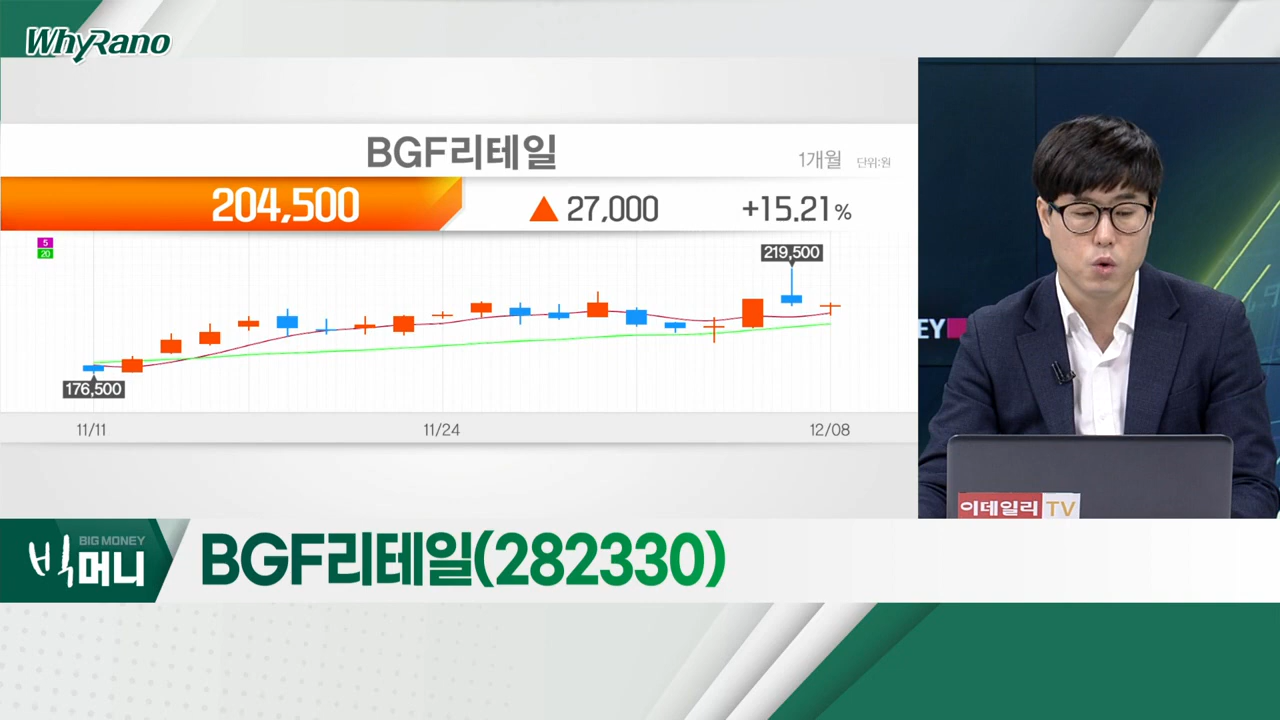 WhyRano
BGF리테일
1개월 단위:원
204,500 ▲ 27,000 +15.21%
5
20
219,500
176,500
11/11 11/24 12/08
EY
이데일리 TV
BIG MONEY
빅머니
BGF리테일(282330)